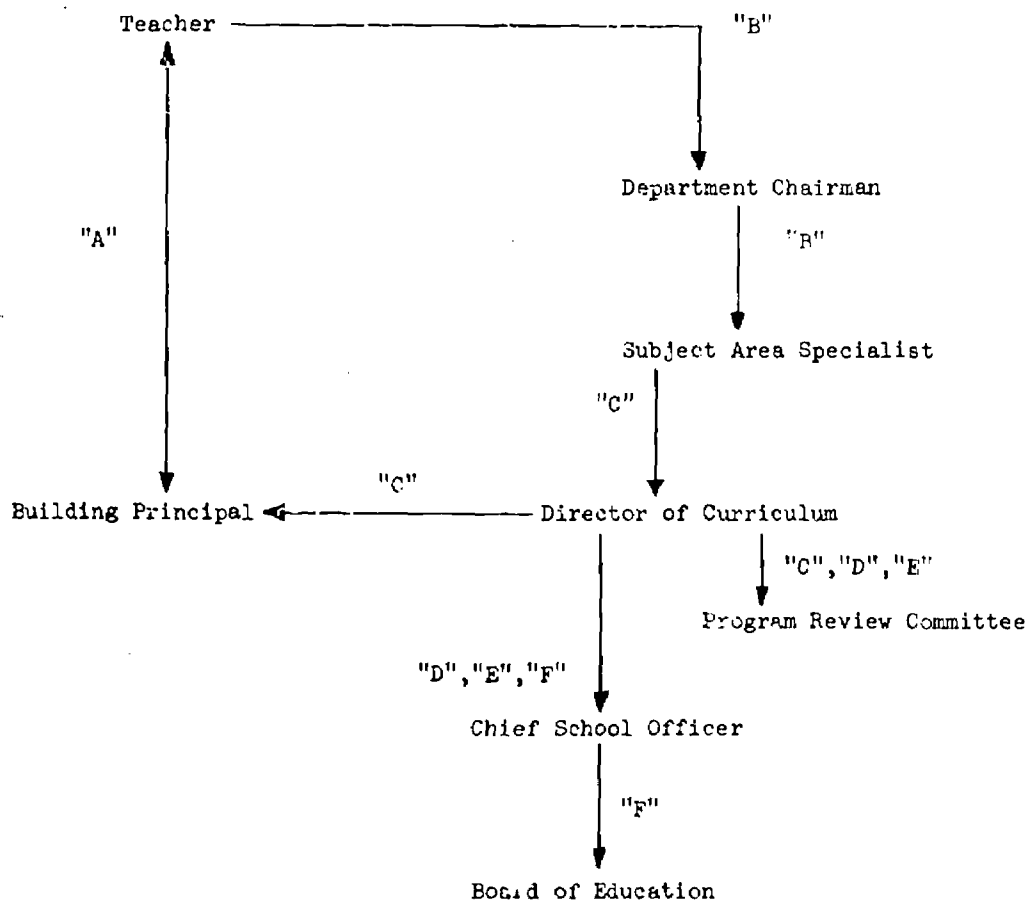 Teacher
"B"
Department Chairman
"A"
"B"
Subject Area Specialist
"C"
"C"
Building Principal
Director of Curriculum
"C","D","E"
Program Review Committee
"D","E","F"
Chief School Officer
"F"
Board of Education